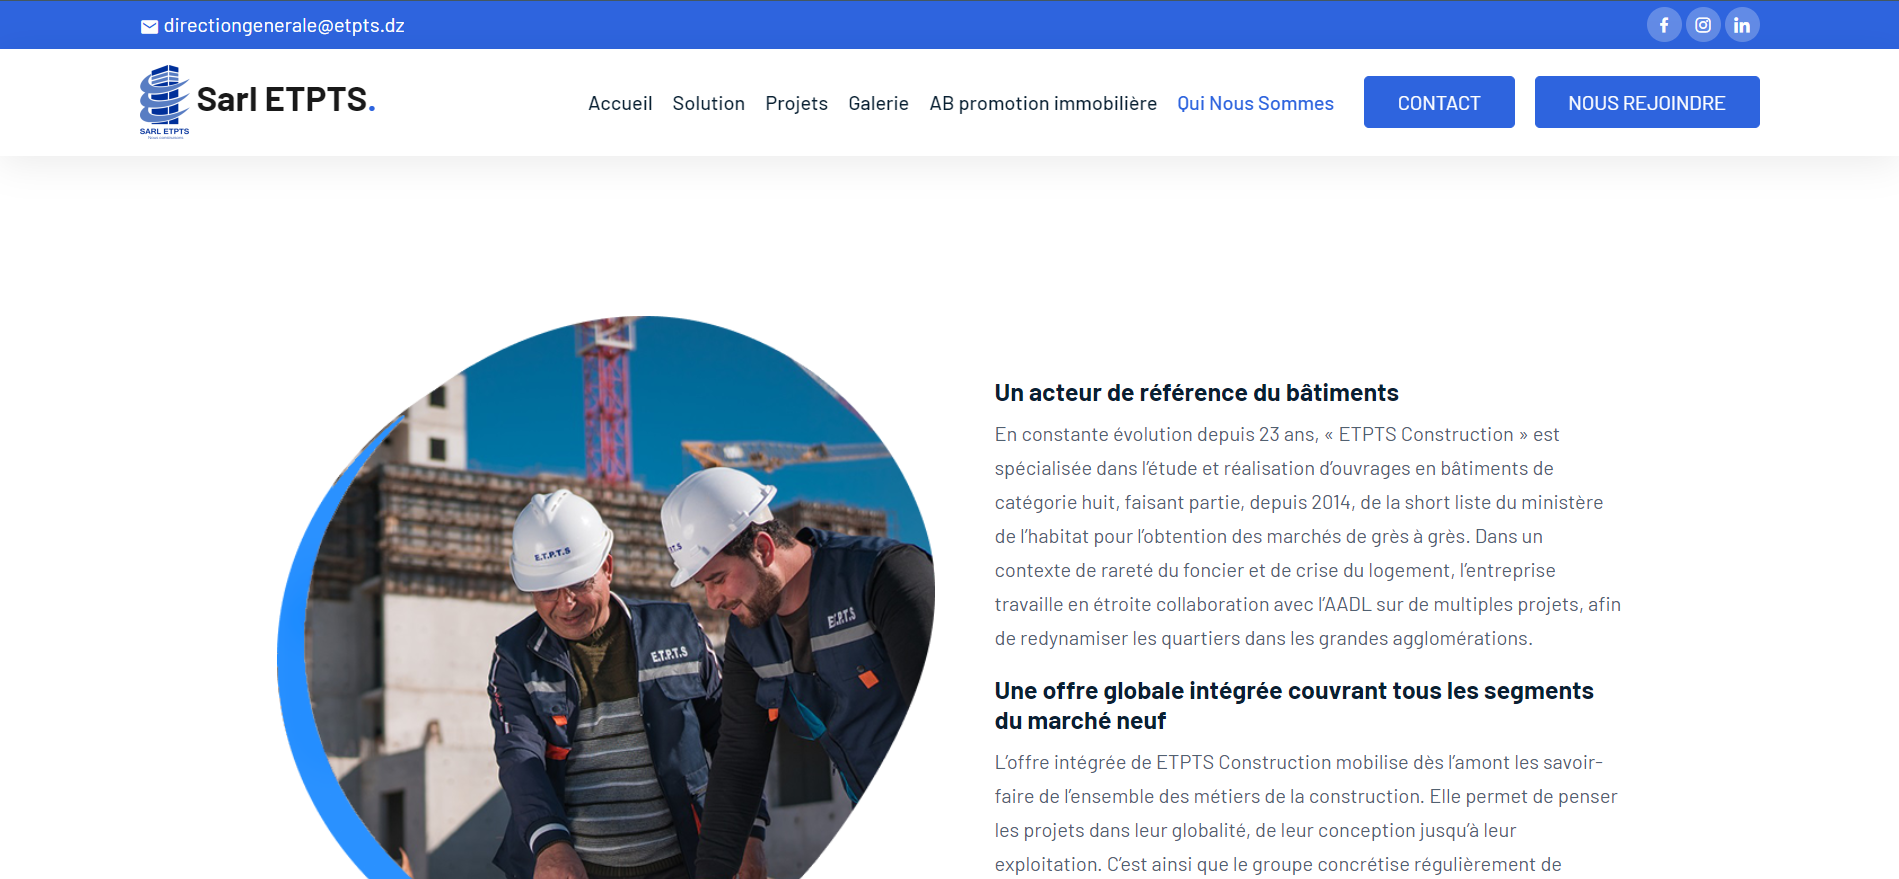 directiongenerale@etpts.dz
SARL ETPTS
Sarl ETPTS.
Accueil Solution Projets Galerie AB promotion immobilière Qui Nous Sommes CONTACT NOUS REJOINDRE
E.T.P.T.S
T.S
E.T.P.T.S
E.T.P.T.S
Un acteur de référence du bâtiments
En constante évolution depuis 23 ans, « ETPTS Construction » est
spécialisée dans l’étude et réalisation d’ouvrages en bâtiments de
catégorie huit, faisant partie, depuis 2014, de la short liste du ministère
de l’habitat pour l’obtention des marchés de grès à grès. Dans un
contexte de rareté du foncier et de crise du logement, l’entreprise
travaille en étroite collaboration avec l’AADL sur de multiples projets, afin
de redynamiser les quartiers dans les grandes agglomérations.
Une offre globale intégrée couvrant tous les segments
du marché neuf
L’offre intégrée de ETPTS Construction mobilise dès l’amont les savoir-
faire de l’ensemble des métiers de la construction. Elle permet de penser
les projets dans leur globalité, de leur conception jusqu’à leur
exploitation. C’est ainsi que le groupe concrétise régulièrement de